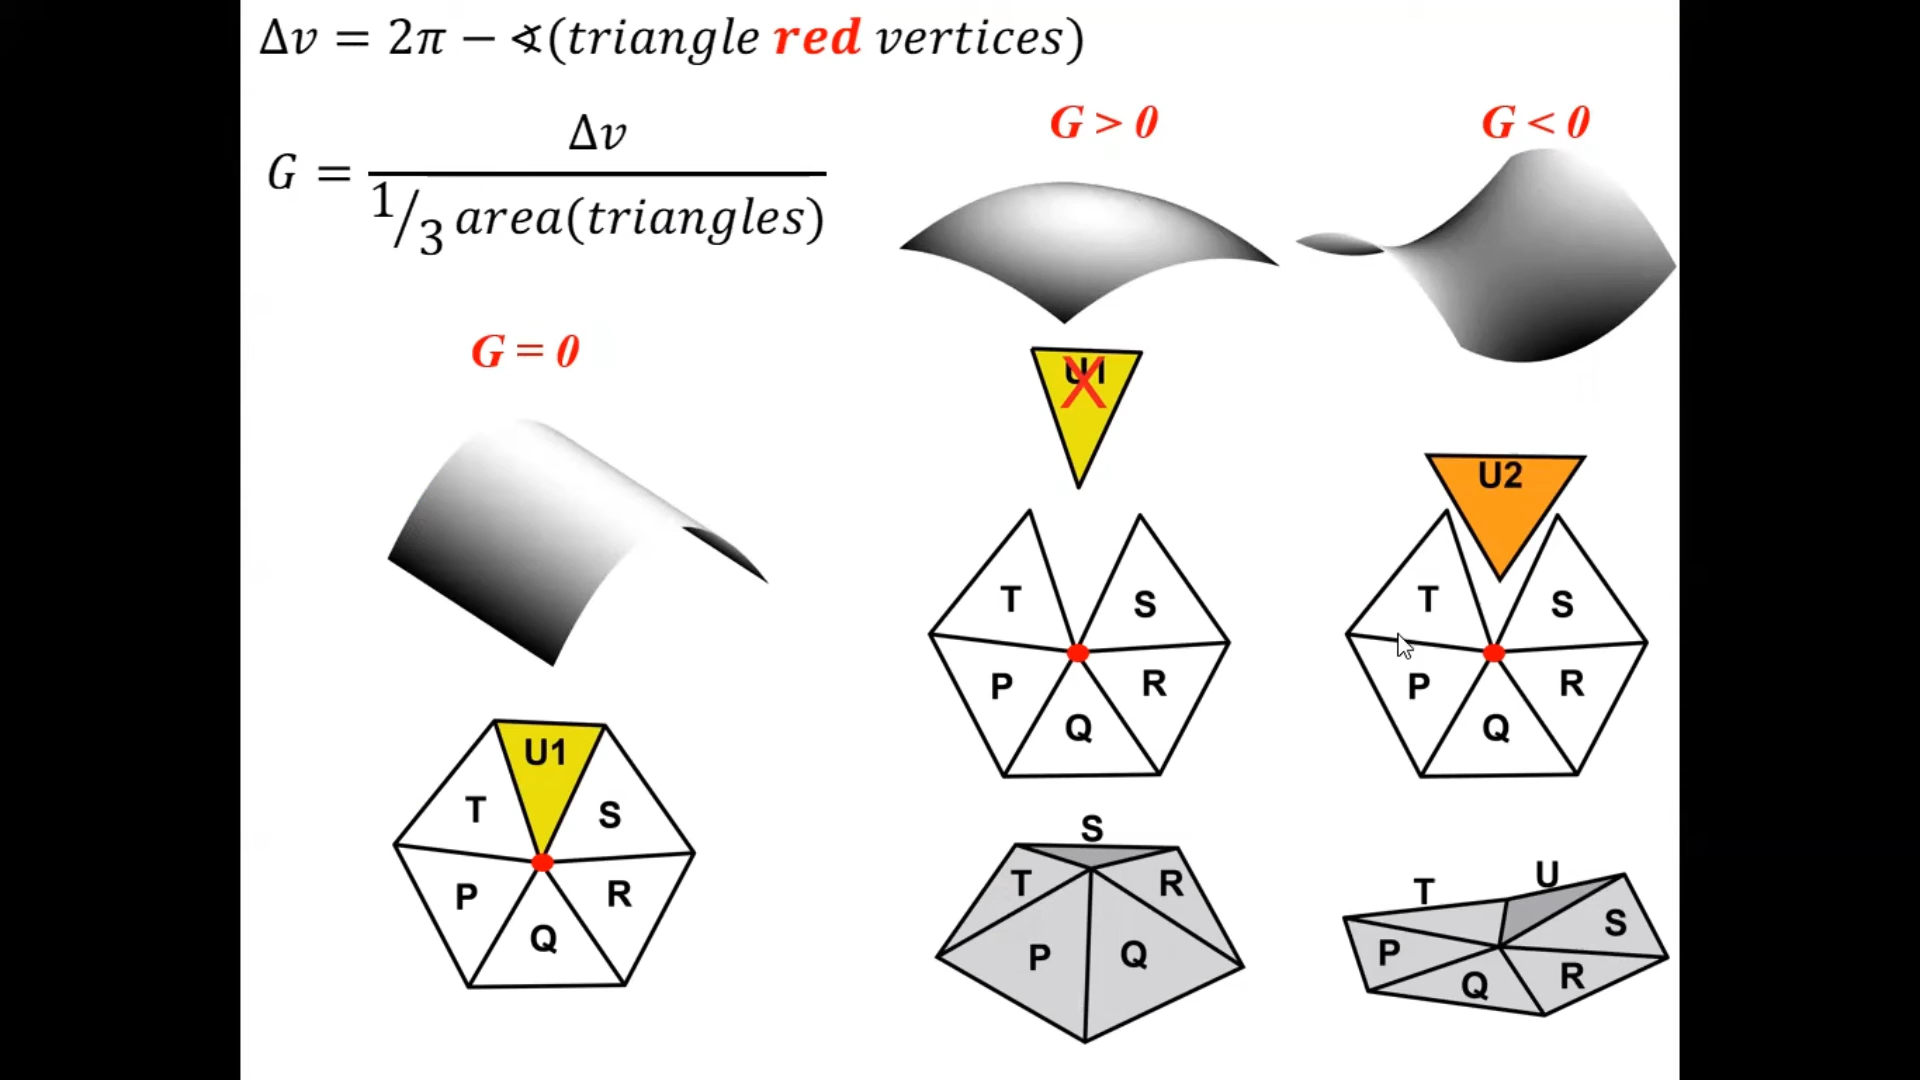 Δv = 2π − ∢(triangle red vertices)
G = Δv / 1/3 area(triangles)
G > 0
G < 0
G = 0
U1
U2
T
S
P
R
Q
T
S
P
R
Q
U1
T
S
P
R
Q
S
T
R
P
Q
T
U
S
P
R
Q